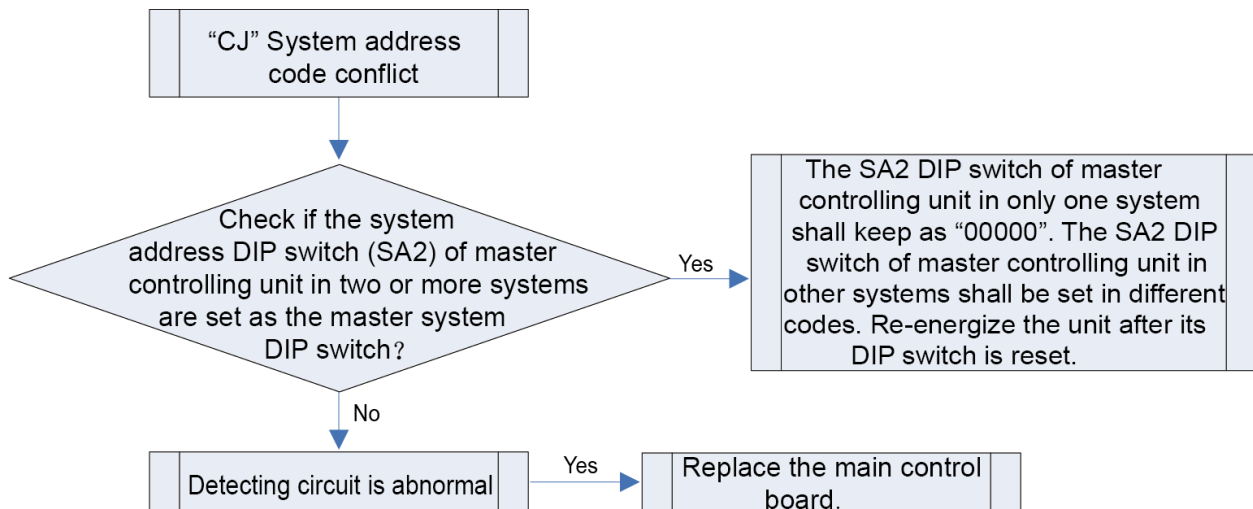 “CJ” System address
code conflict
Check if the system
address DIP switch (SA2) of master
controlling unit in two or more systems
are set as the master system
DIP switch？
Yes
The SA2 DIP switch of master
controlling unit in only one system
shall keep as “00000”. The SA2 DIP
switch of master controlling unit in
other systems shall be set in different
codes. Re-energize the unit after its
DIP switch is reset.
No
Detecting circuit is abnormal
Yes
Replace the main control
board.